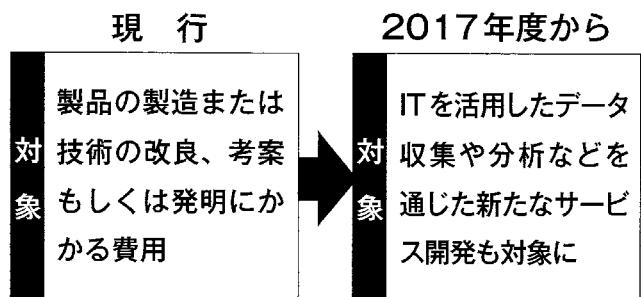 現行
対象
製品の製造または
技術の改良、考案
もしくは発明にか
かる費用
2017年度から
対象
ITを活用したデータ
収集や分析などを
通じた新たなサービ
ス開発も対象に